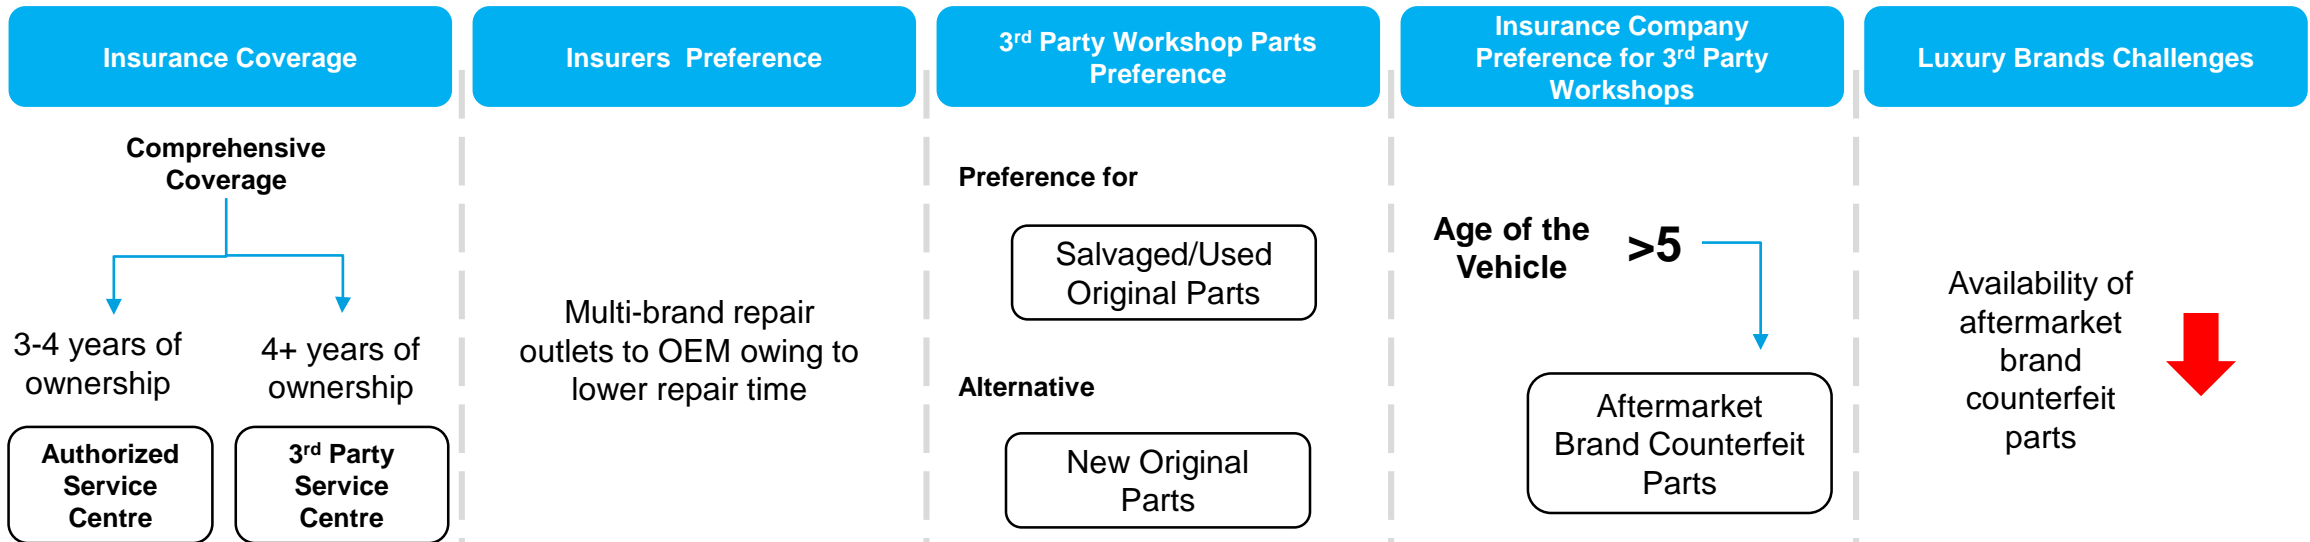 Insurance Coverage
Comprehensive
Coverage
3-4 years of
ownership
Authorized
Service
Centre
4+ years of
ownership
3rd Party
Service
Centre
Insurers  Preference
Multi-brand repair
outlets to OEM owing to
lower repair time
3rd Party Workshop Parts
Preference
Preference for
Salvaged/Used
Original Parts
Alternative
New Original
Parts
Insurance Company
Preference for 3rd Party
Workshops
Age of the
Vehicle
>5
Aftermarket
Brand Counterfeit
Parts
Luxury Brands Challenges
Availability of
aftermarket
brand
counterfeit
parts